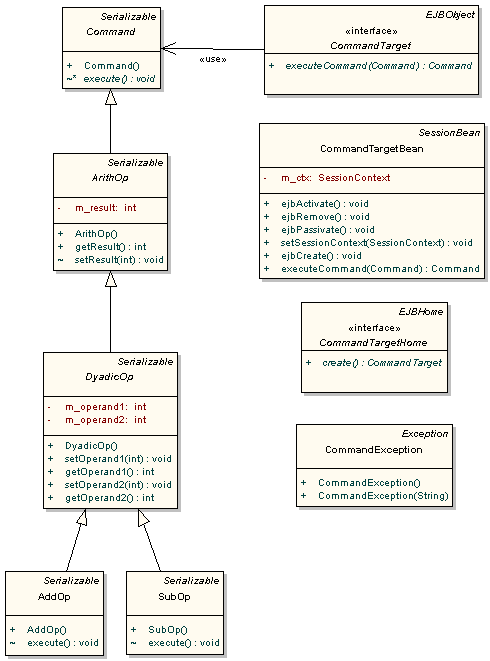 Serializable
Command
+ Command()
~* execute() : void
EJBObject
«interface»
CommandTarget
+ executeCommand(Command) : Command
«use»
SessionBean
CommandTargetBean
- m_ctx: SessionContext
+ ejbActivate() : void
+ ejbRemove() : void
+ ejbPassivate() : void
+ setSessionContext(SessionContext) : void
+ ejbCreate() : void
+ executeCommand(Command) : Command
Serializable
ArithOp
- m_result: int
+ ArithOp()
+ getResult() : int
~ setResult(int) : void
EJBHome
«interface»
CommandTargetHome
+ create() : CommandTarget
Serializable
DyadicOp
- m_operand1: int
- m_operand2: int
+ DyadicOp()
+ setOperand1(int) : void
+ getOperand1() : int
+ setOperand2(int) : void
+ getOperand2() : int
Exception
CommandException
+ CommandException()
+ CommandException(String)
Serializable
AddOp
+ AddOp()
~ execute() : void
Serializable
SubOp
+ SubOp()
~ execute() : void